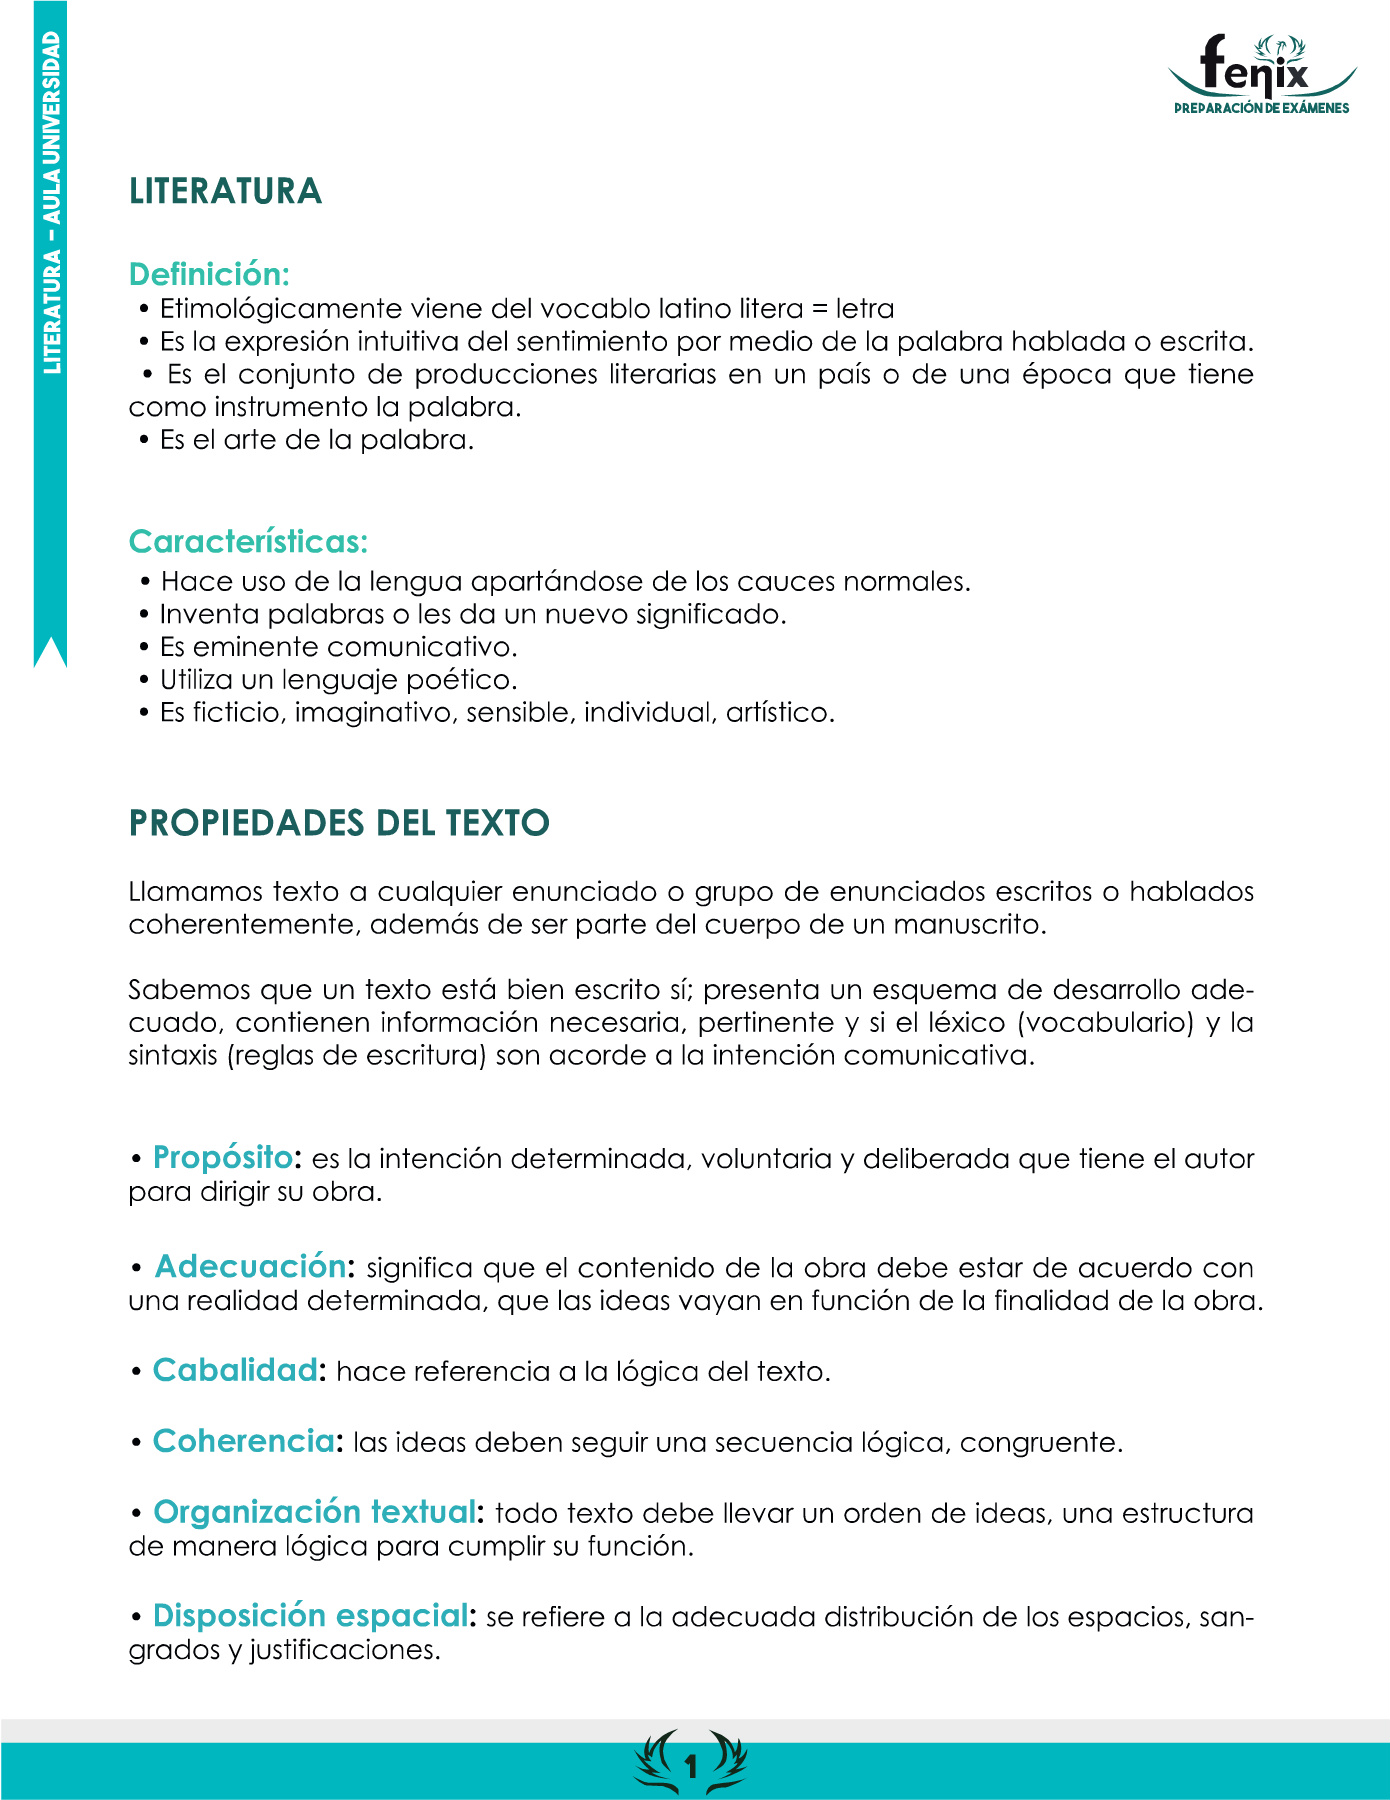 LITERATURA - AULA UNIVERSIDAD
fenix
PREPARACIÓN DE EXÁMENES
LITERATURA
Definición:
• Etimológicamente viene del vocablo latino litera = letra
• Es la expresión intuitiva del sentimiento por medio de la palabra hablada o escrita.
• Es el conjunto de producciones literarias en un país o de una época que tiene
como instrumento la palabra.
• Es el arte de la palabra.
Características:
• Hace uso de la lengua apartándose de los cauces normales.
• Inventa palabras o les da un nuevo significado.
• Es eminente comunicativo.
• Utiliza un lenguaje poético.
• Es ficticio, imaginativo, sensible, individual, artístico.
PROPIEDADES DEL TEXTO
Llamamos texto a cualquier enunciado o grupo de enunciados escritos o hablados
coherentemente, además de ser parte del cuerpo de un manuscrito.
Sabemos que un texto está bien escrito sí; presenta un esquema de desarrollo ade-
cuado, contienen información necesaria, pertinente y si el léxico (vocabulario) y la
sintaxis (reglas de escritura) son acorde a la intención comunicativa.
• Propósito: es la intención determinada, voluntaria y deliberada que tiene el autor
para dirigir su obra.
• Adecuación: significa que el contenido de la obra debe estar de acuerdo con
una realidad determinada, que las ideas vayan en función de la finalidad de la obra.
• Cabalidad: hace referencia a la lógica del texto.
• Coherencia: las ideas deben seguir una secuencia lógica, congruente.
• Organización textual: todo texto debe llevar un orden de ideas, una estructura
de manera lógica para cumplir su función.
• Disposición espacial: se refiere a la adecuada distribución de los espacios, san-
grados y justificaciones.
1